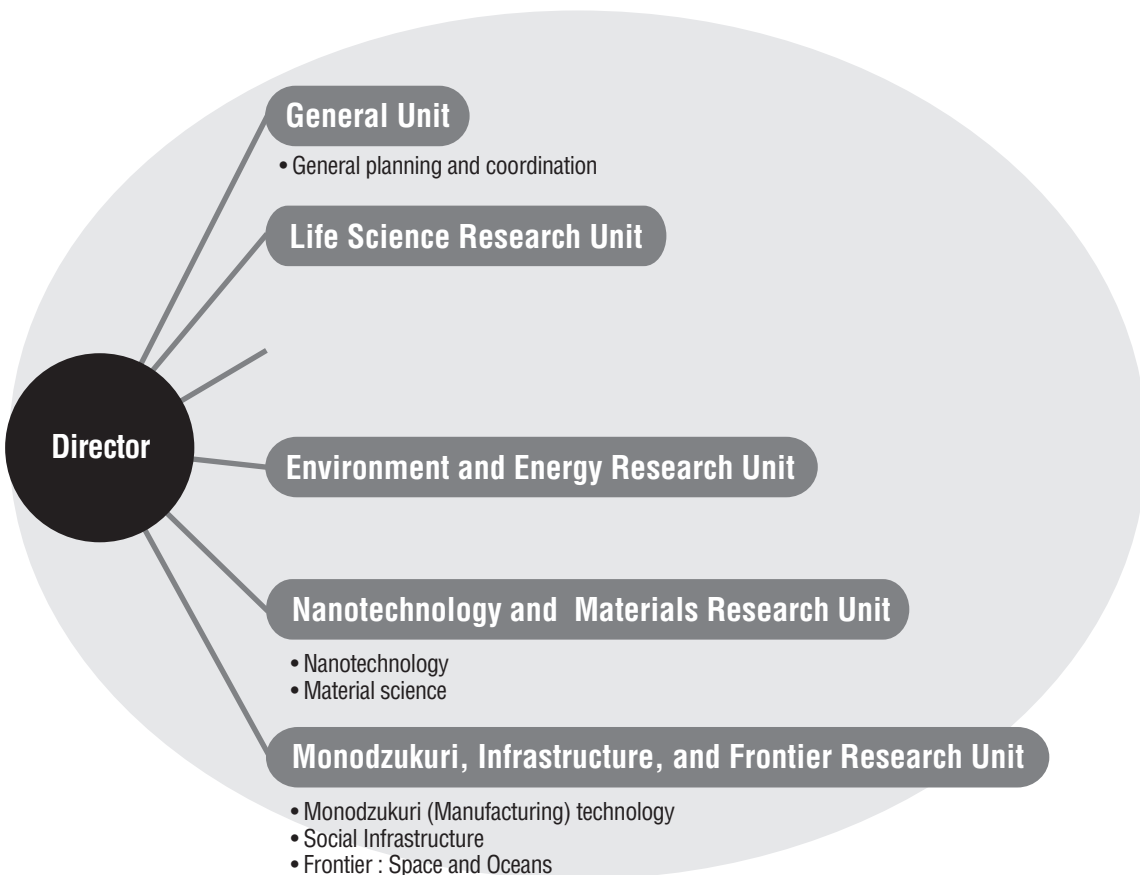 General Unit
• General planning and coordination
Life Science Research Unit
Director
Environment and Energy Research Unit
Nanotechnology and  Materials Research Unit
• Nanotechnology
• Material science
Monodzukuri, Infrastructure, and Frontier Research Unit
• Monodzukuri (Manufacturing) technology
• Social Infrastructure
• Frontier : Space and Oceans